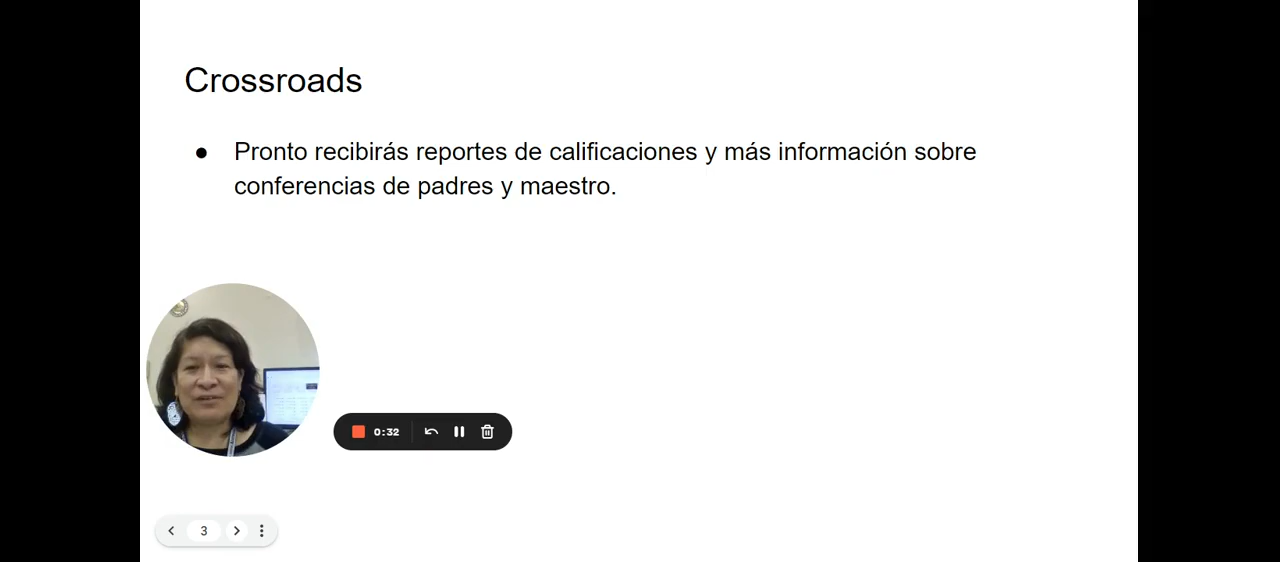 Crossroads
● Pronto recibirás reportes de calificaciones y más información sobre
conferencias de padres y maestro.
0:32
3